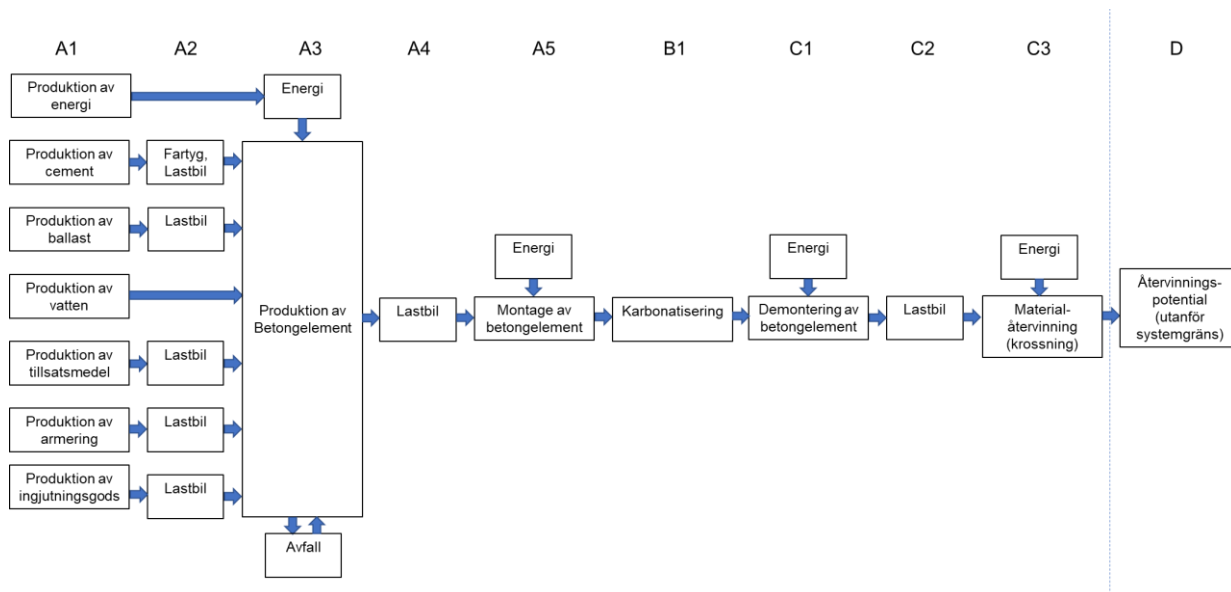 A1
A2
A3
A4
A5
B1
C1
C2
C3
D
Produktion av
energi
Energi
Produktion av
cement
Fartyg,
Lastbil
Produktion av
ballast
Lastbil
Produktion av
vatten
Produktion av
tillsatsmedel
Lastbil
Produktion av
armering
Lastbil
Produktion av
ingjutningsgods
Lastbil
Produktion av
Betongelement
Avfall
Lastbil
Energi
Montage av
betongelement
Karbonatisering
Energi
Demontering av
betongelement
Lastbil
Energi
Material-
återvinning
(krossning)
Återvinnings-
potential
(utanför
systemgräns)